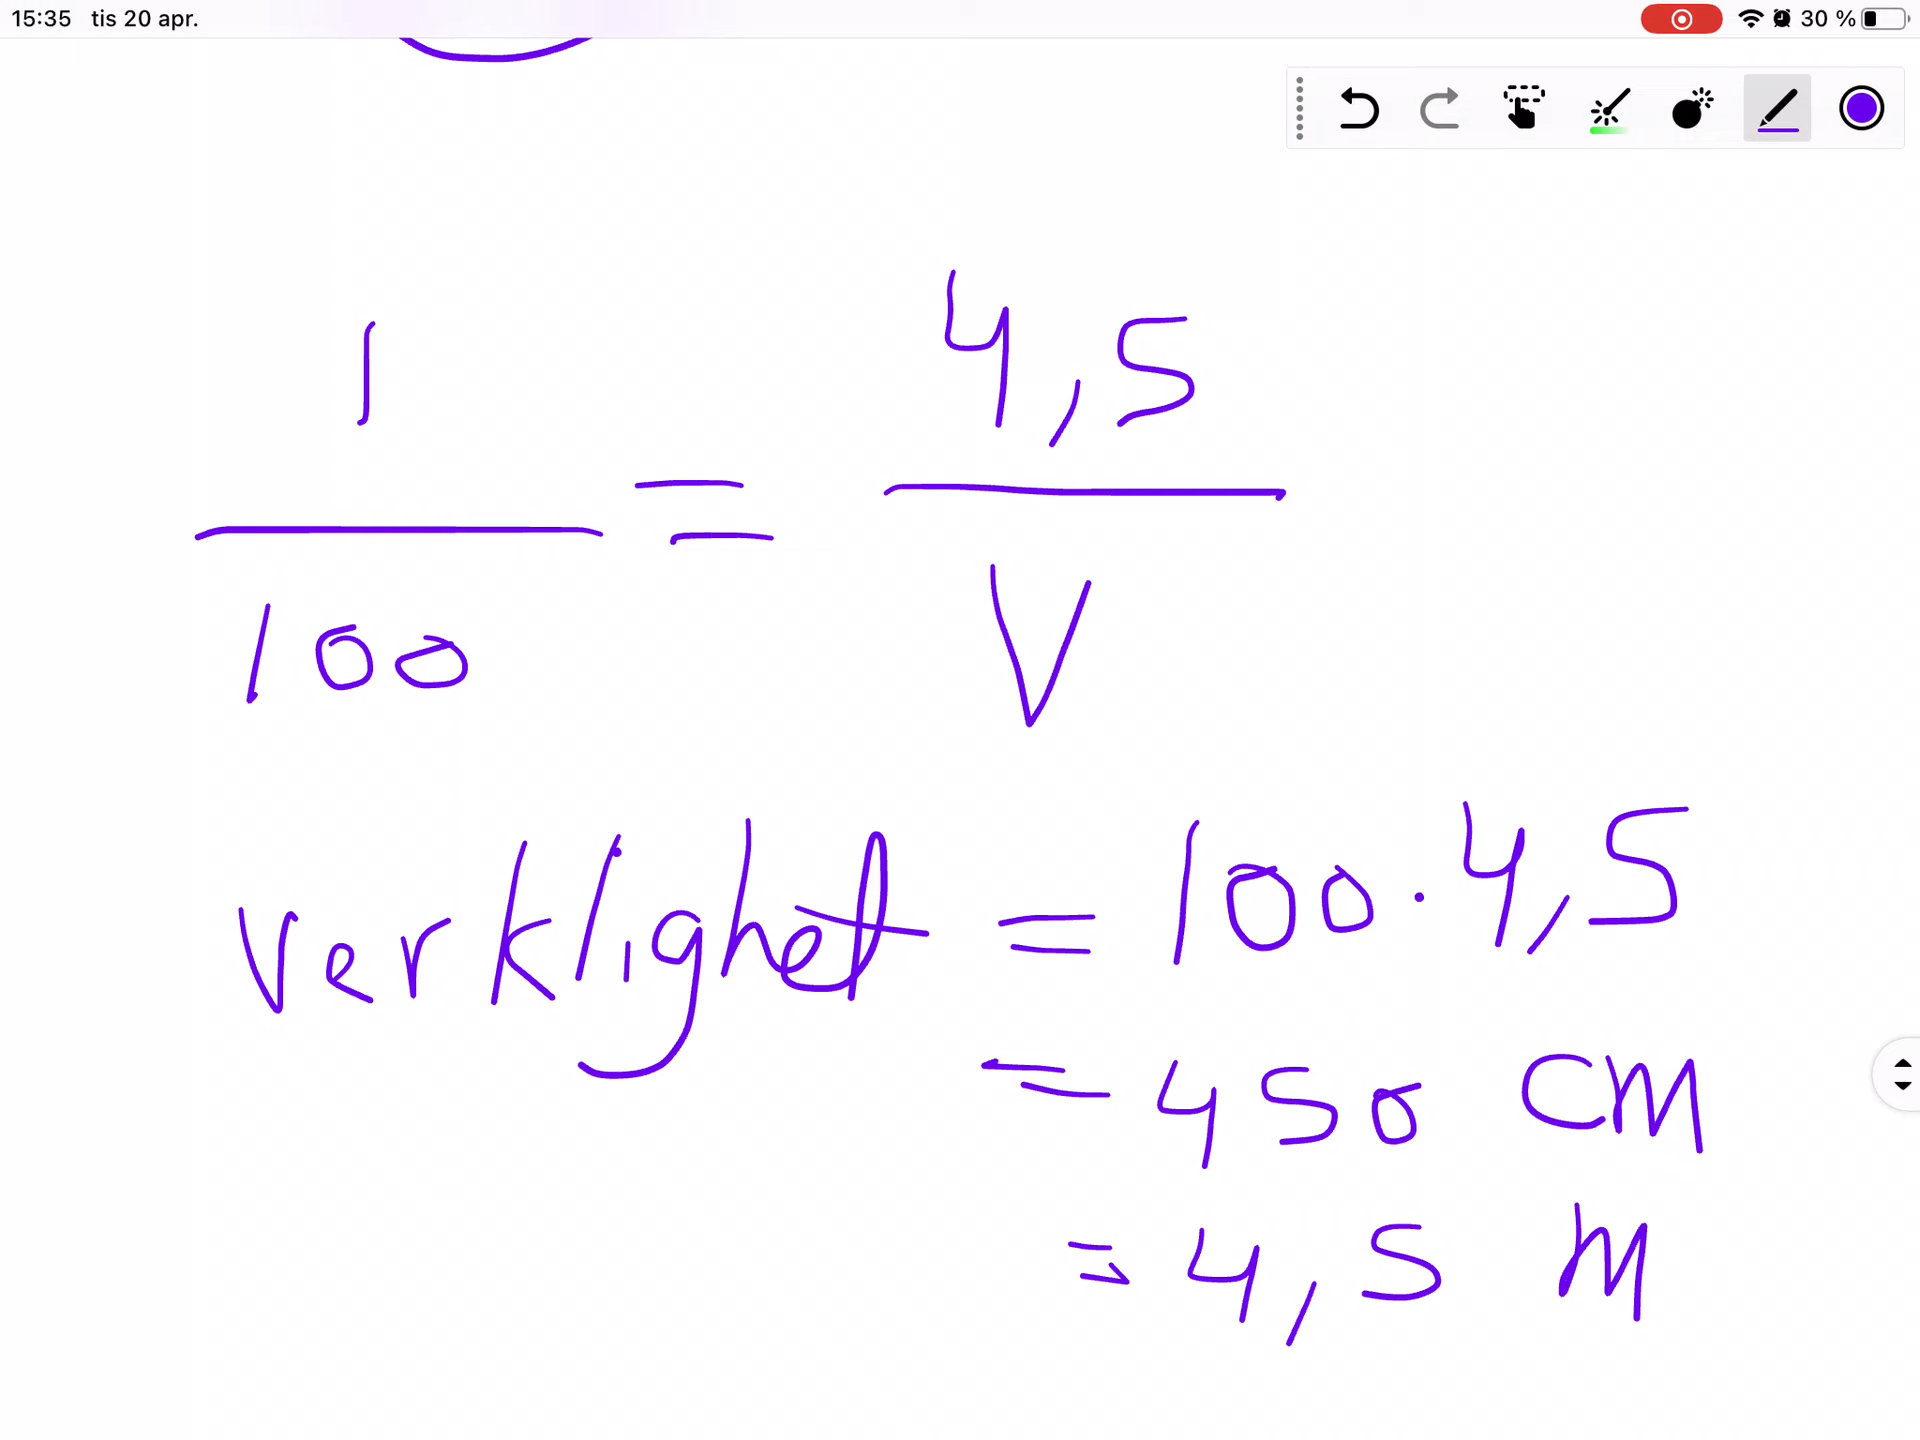 15:35 tis 20 apr. 30 %
1
100
=
4,5
V
verklighet = 100 · 4,5
= 450 CM
= 4,5 M